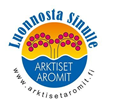 Luonnosta Sinulle
ARKTISET
AROMIT
www.arktisetaromit.fi